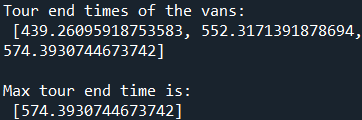 Tour end times of the vans:
[439.26095918753583, 552.3171391878694,
574.3930744673742]
Max tour end time is:
[574.3930744673742]